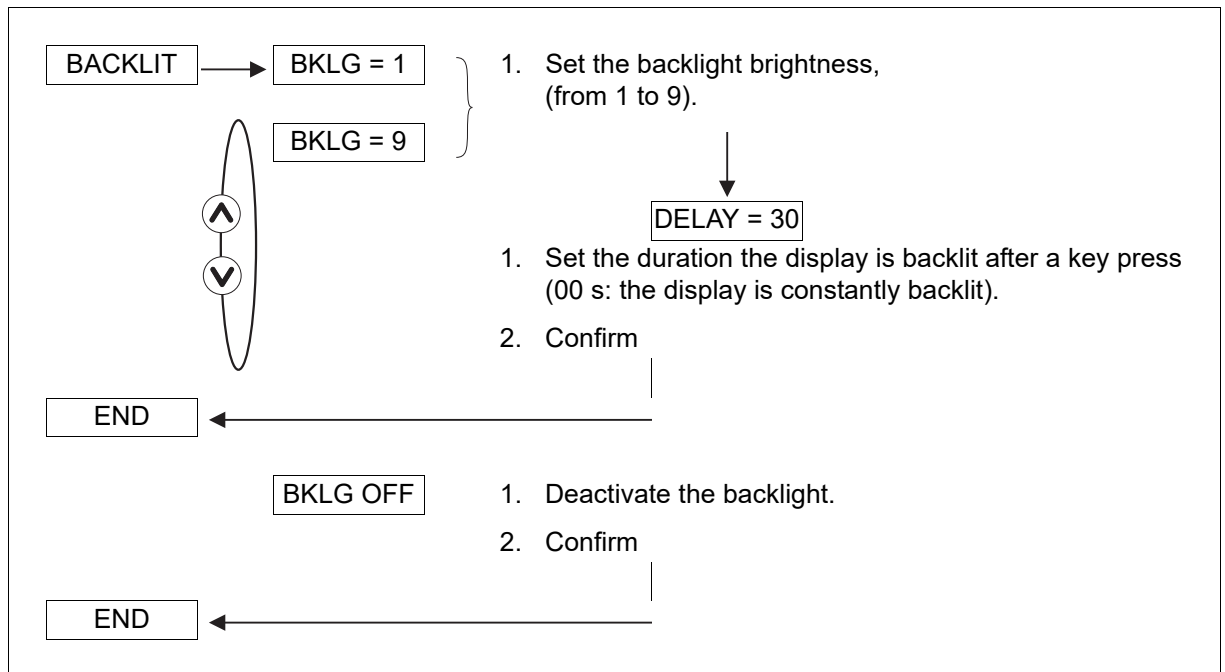 BACKLIT
BKLG = 1
1. Set the backlight brightness,
(from 1 to 9).
BKLG = 9
DELAY = 30
1. Set the duration the display is backlit after a key press
(00 s: the display is constantly backlit).
2. Confirm
END
BKLG OFF
1. Deactivate the backlight.
2. Confirm
END